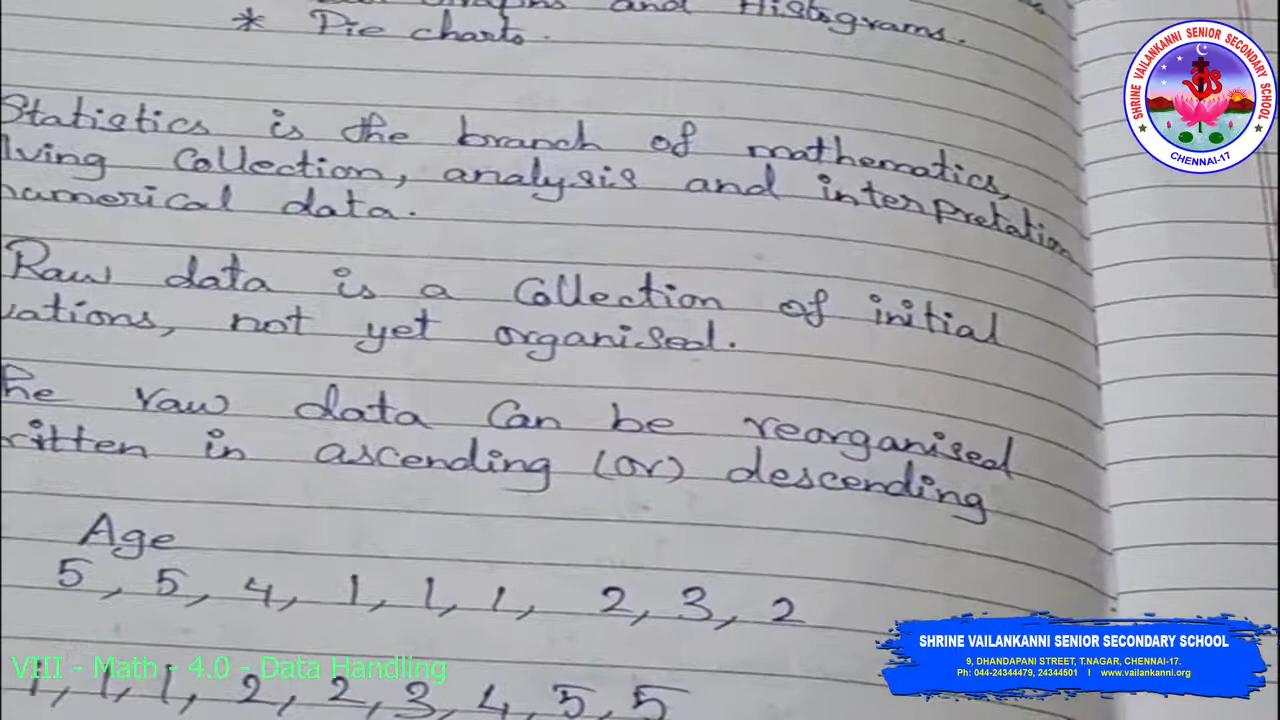 and Histograms.
* Pie charts.
Statistics is the branch of mathematics,
lving Collection, analysis and interpretation
numerical data.
Raw data is a Collection of initial
vations, not yet organised.
he raw data Can be reorganised
ritten in ascending (or) descending
Age
5, 5, 4, 1, 1, 1, 2, 3, 2
1, 1, 1, 2, 2, 3, 4, 5, 5
VIII - Math - 4.0 - Data Handling
SHRINE VAILANKANNI SENIOR SECONDARY SCHOOL
CHENNAI-17
SHRINE VAILANKANNI SENIOR SECONDARY SCHOOL
9, DHANDAPANI STREET, T.NAGAR, CHENNAI-17.
Ph: 044-24344479, 24344501 I www.vailankanni.org